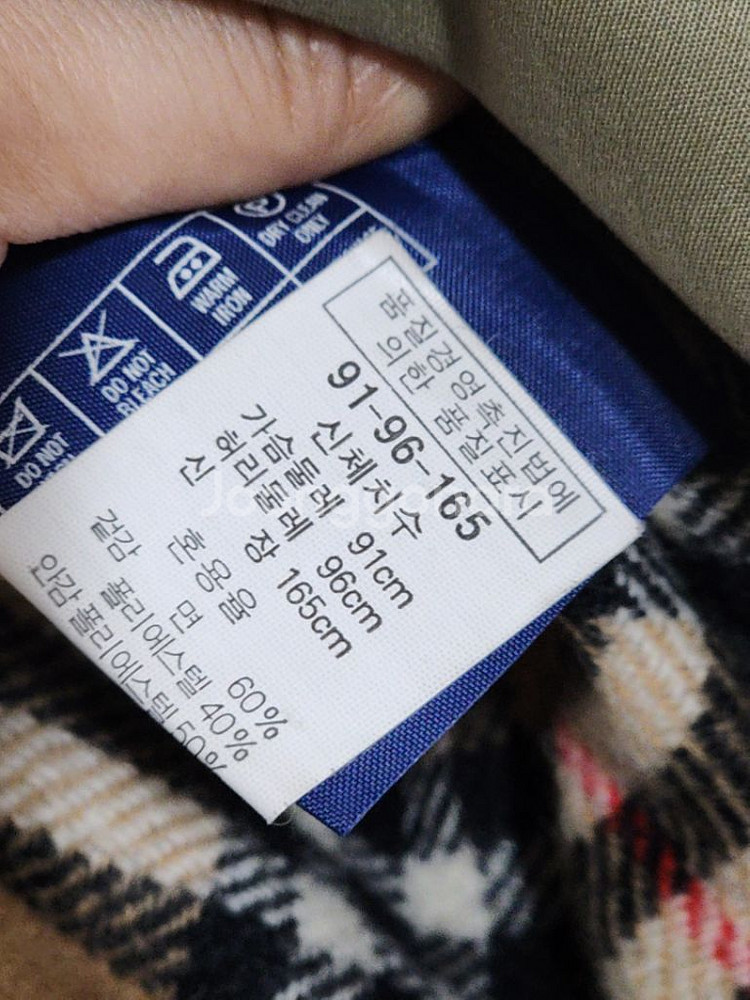 품질경영촉진법에
의한 품질표시
91-96-165
신체치수
가슴둘레 91cm
허리둘레 96cm
신 장 165cm
혼용율
겉감 면 60%
폴리에스텔 40%
안감 폴리에스텔 50%
DRY CLEAN
ONLY
WARM
IRON
DO NOT
BLEACH
DO NOT